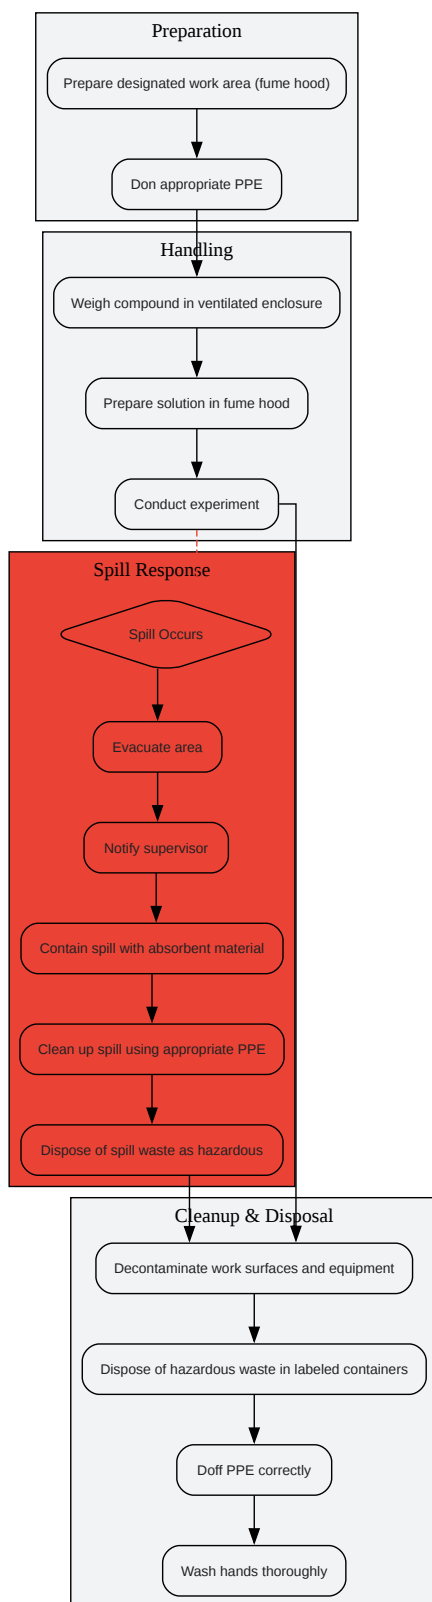 Preparation
Prepare designated work area (fume hood)
Don appropriate PPE
Handling
Weigh compound in ventilated enclosure
Prepare solution in fume hood
Conduct experiment
Spill Response
Spill Occurs
Evacuate area
Notify supervisor
Contain spill with absorbent material
Clean up spill using appropriate PPE
Dispose of spill waste as hazardous
Cleanup & Disposal
Decontaminate work surfaces and equipment
Dispose of hazardous waste in labeled containers
Doff PPE correctly
Wash hands thoroughly